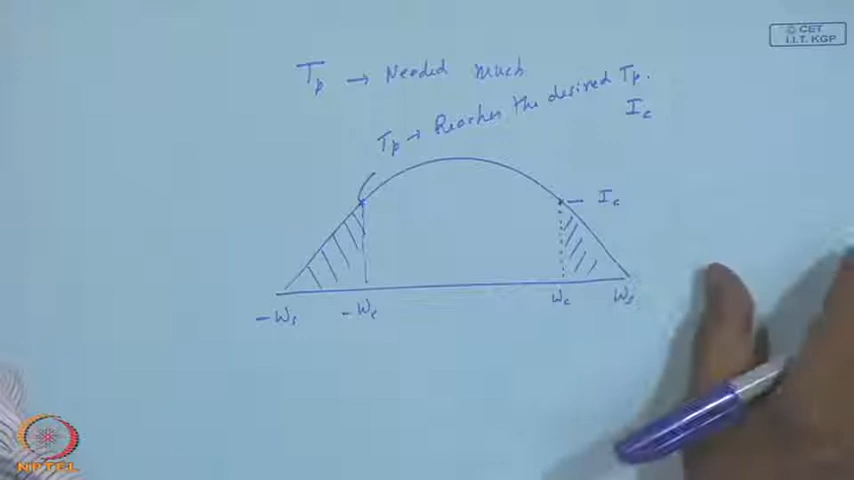 © CET
I.I.T. KGP
Tp → Needed much
Tp → Reaches the desired Tp.
Ic
Ic
-Ws -Wc Wc Ws
NPTEL